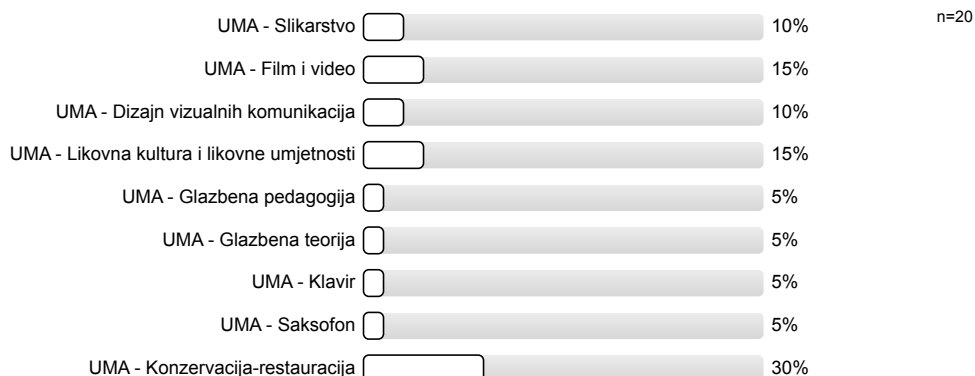 n=20
UMA - Slikarstvo 10%
UMA - Film i video 15%
UMA - Dizajn vizualnih komunikacija 10%
UMA - Likovna kultura i likovne umjetnosti 15%
UMA - Glazbena pedagogija 5%
UMA - Glazbena teorija 5%
UMA - Klavir 5%
UMA - Saksofon 5%
UMA - Konzervacija-restauracija 30%